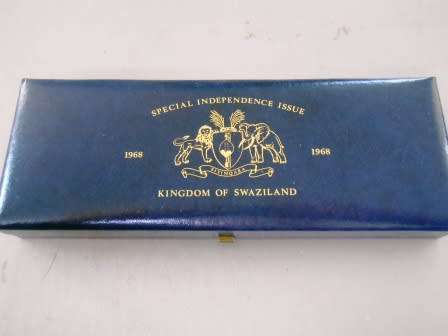 SPECIAL INDEPENDENCE ISSUE
1968 1968
SIYINQABA
KINGDOM OF SWAZILAND